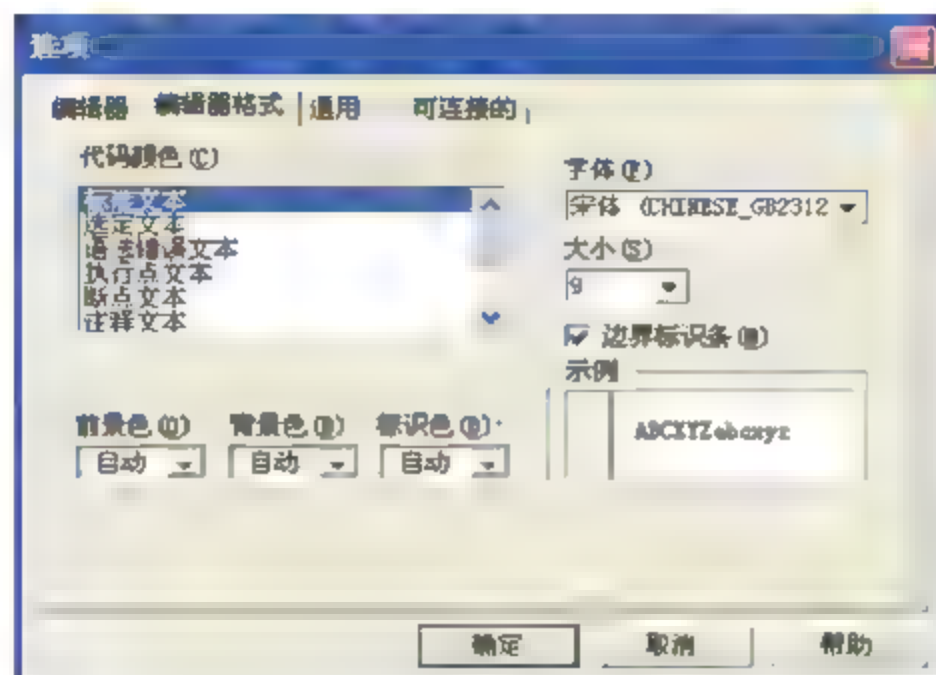 选项
编辑器 编辑器格式 通用 可连接的
代码颜色(C)
标准文本
选定文本
语法错误文本
执行点文本
断点文本
注释文本
前景色(O) 背景色 标识色
自动 自动 自动
字体(F)
宋体 (CHINESE_GB2312
大小(S)
9
边界标识条(M)
示例
ABCXYZabcxyz
确定 取消 帮助